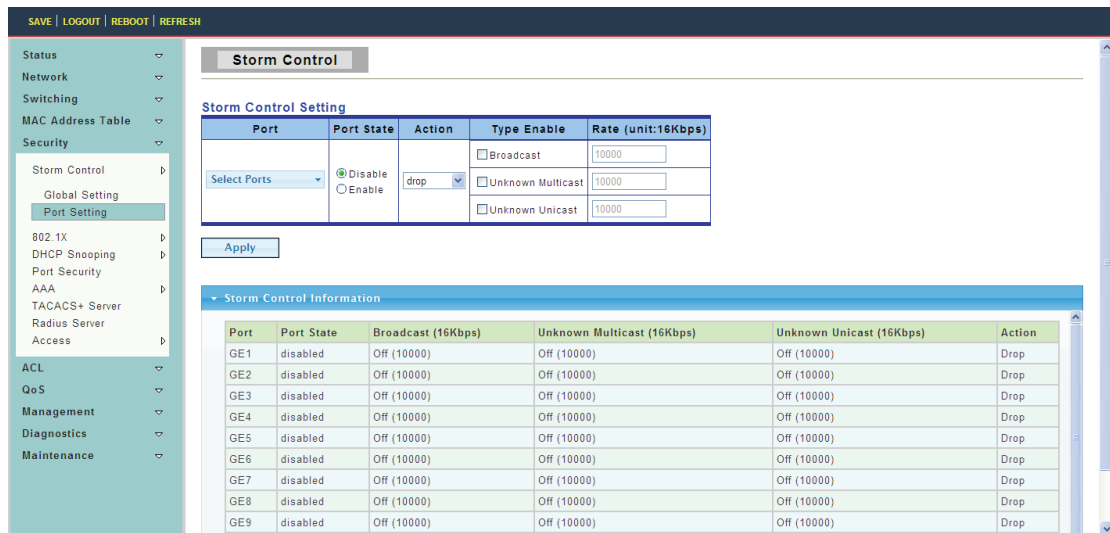 SAVE | LOGOUT | REBOOT | REFRESH
Status
Network
Switching
MAC Address Table
Security
Storm Control
Global Setting
Port Setting
802.1X
DHCP Snooping
Port Security
AAA
TACACS+ Server
Radius Server
Access
ACL
QoS
Management
Diagnostics
Maintenance
Storm Control
Storm Control Setting
Port Port State Action Type Enable Rate (unit:16Kbps)
Select Ports Disable Enable drop
Broadcast 10000
Unknown Multicast 10000
Unknown Unicast 10000
Apply
Storm Control Information
Port Port State Broadcast (16Kbps) Unknown Multicast (16Kbps) Unknown Unicast (16Kbps) Action
GE1 disabled Off (10000) Off (10000) Off (10000) Drop
GE2 disabled Off (10000) Off (10000) Off (10000) Drop
GE3 disabled Off (10000) Off (10000) Off (10000) Drop
GE4 disabled Off (10000) Off (10000) Off (10000) Drop
GE5 disabled Off (10000) Off (10000) Off (10000) Drop
GE6 disabled Off (10000) Off (10000) Off (10000) Drop
GE7 disabled Off (10000) Off (10000) Off (10000) Drop
GE8 disabled Off (10000) Off (10000) Off (10000) Drop
GE9 disabled Off (10000) Off (10000) Off (10000) Drop